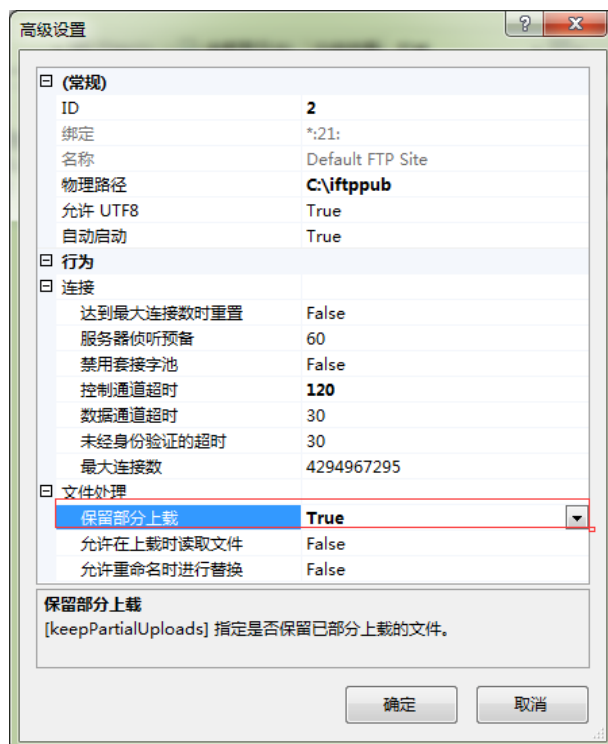 高级设置
(常规)
ID 2
绑定 *:21:
名称 Default FTP Site
物理路径 C:\iftppub
允许 UTF8 True
自动启动 True
行为
连接
达到最大连接数时重置 False
服务器侦听预备 60
禁用套接字池 False
控制通道超时 120
数据通道超时 30
未经身份验证的超时 30
最大连接数 4294967295
文件处理
保留部分上载 True
允许在上载时读取文件 False
允许重命名时进行替换 False
保留部分上载
[keepPartialUploads] 指定是否保留已部分上载的文件。
确定 取消